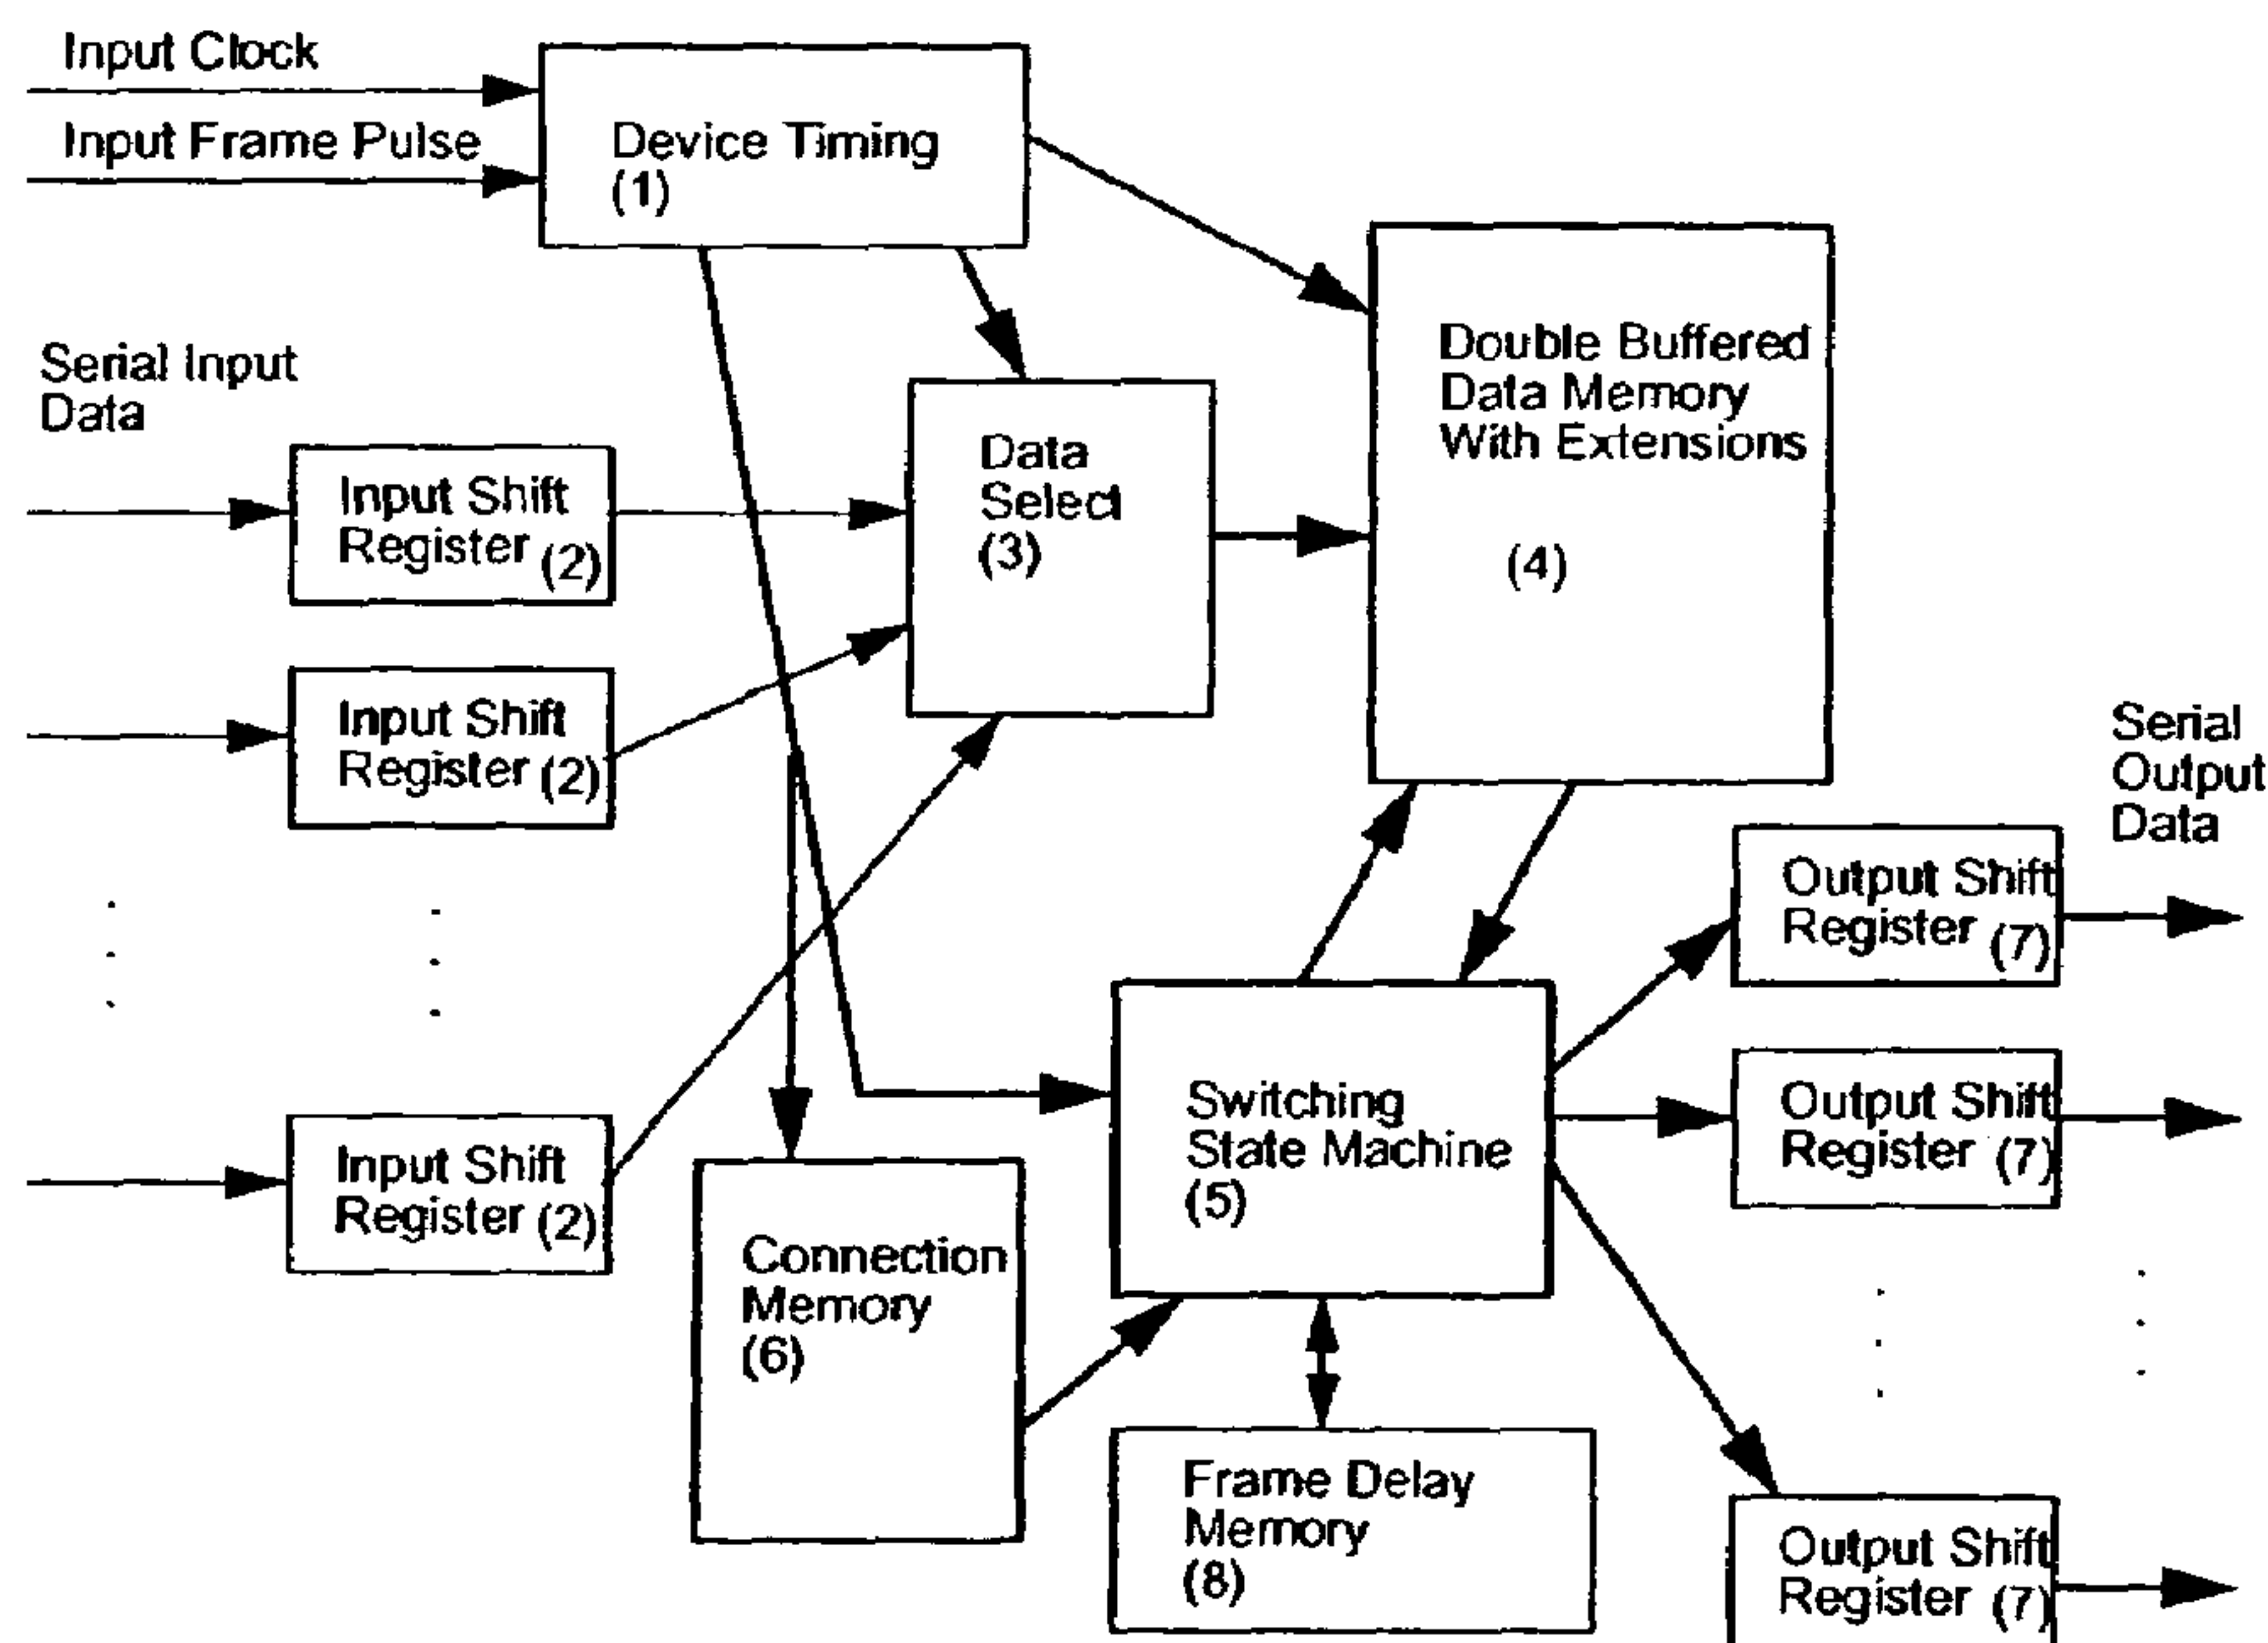 Input Clock
Input Frame Pulse
Device Timing
(1)
Serial Input
Data
Input Shift
Register (2)
Input Shift
Register (2)
Input Shift
Register (2)
Data
Select
(3)
Double Buffered
Data Memory
With Extensions
(4)
Switching
State Machine
(5)
Connection
Memory
(6)
Frame Delay
Memory
(8)
Serial
Output
Data
Output Shift
Register (7)
Output Shift
Register (7)
Output Shift
Register (7)